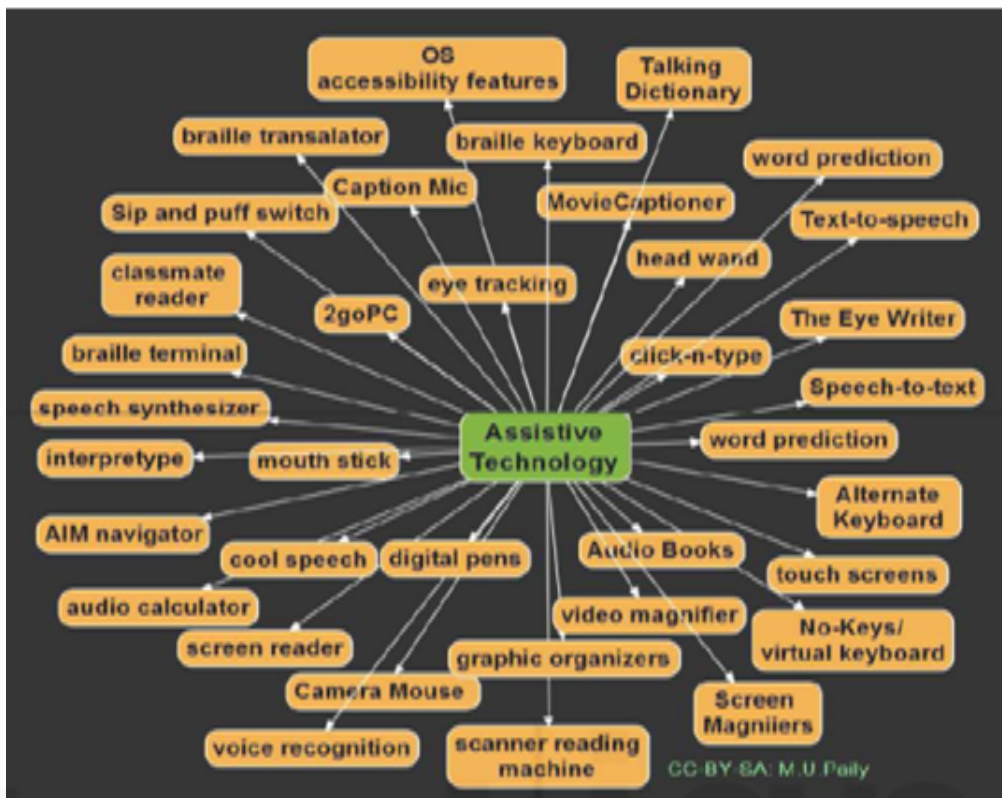 OS
accessibility features
Talking
Dictionary
braille transalator
braille keyboard
word prediction
Caption Mic
MovieCaptioner
Sip and puff switch
Text-to-speech
head wand
classmate
reader
eye tracking
2goPC
The Eye Writer
braille terminal
click-n-type
Speech-to-text
speech synthesizer
Assistive
Technology
word prediction
interpretype
mouth stick
Alternate
Keyboard
AIM navigator
cool speech
digital pens
Audio Books
touch screens
audio calculator
video magnifier
No-Keys/
virtual keyboard
screen reader
graphic organizers
Camera Mouse
Screen
Magniiers
voice recognition
scanner reading
machine
CC-BY-SA: M.U.Paily